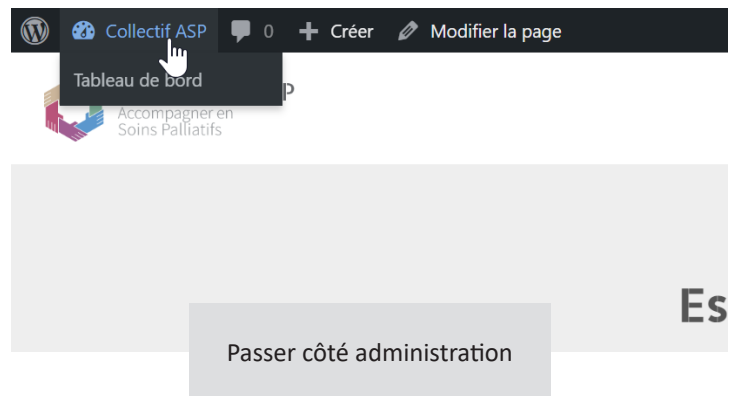 Collectif ASP 0 Créer Modifier la page
Tableau de bord
P
Accompagner en
Soins Palliatifs
Es
Passer côté administration